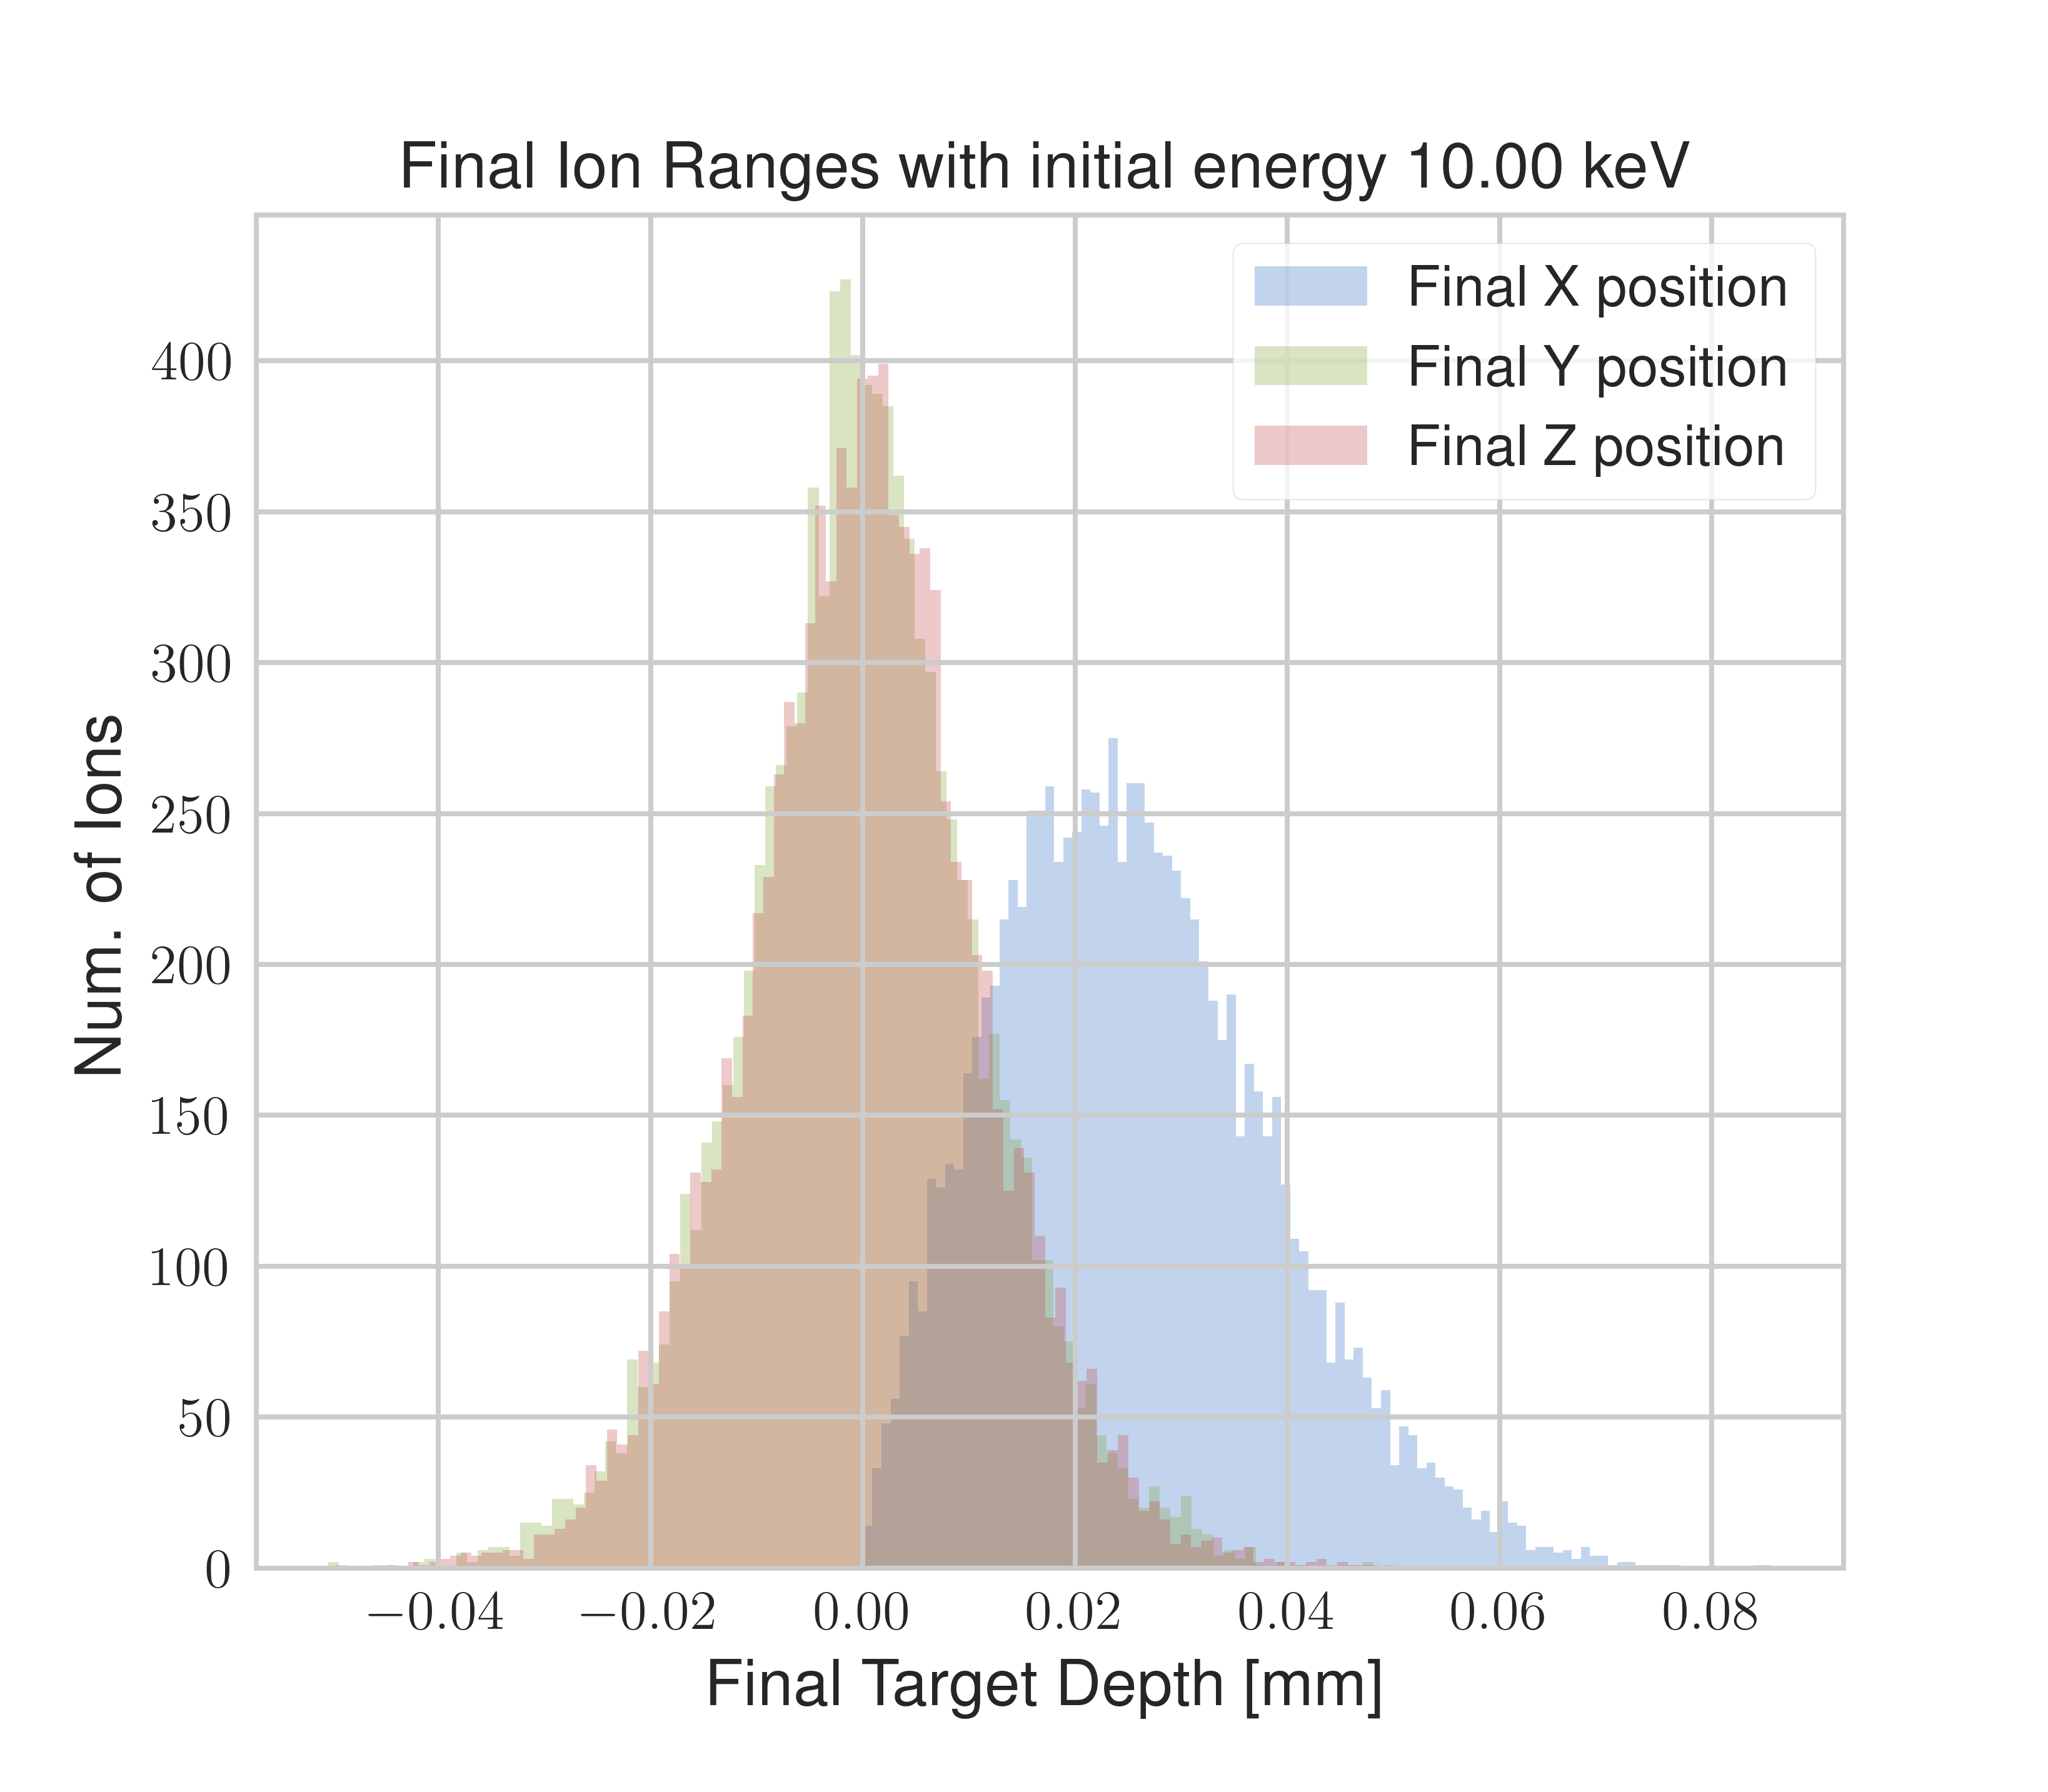 Final Ion Ranges with initial energy 10.00 keV
Final X position
Final Y position
Final Z position
400
350
300
250
200
150
100
50
0
Num. of Ions
−0.04 −0.02 0.00 0.02 0.04 0.06 0.08
Final Target Depth [mm]